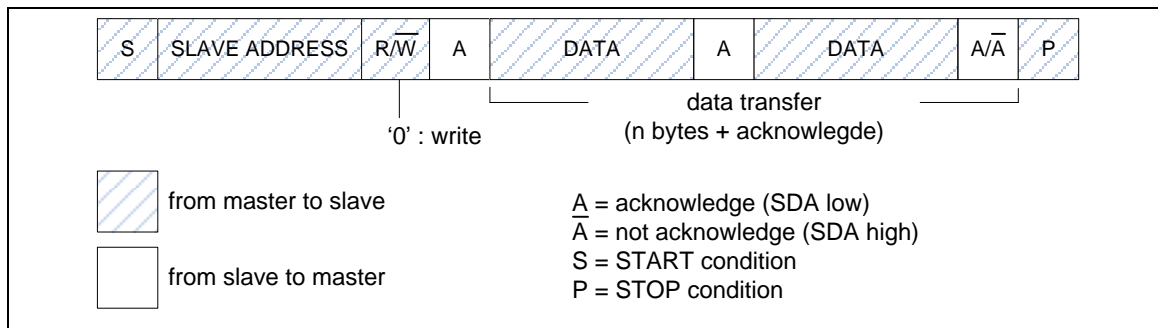 S SLAVE ADDRESS R/W̅ A DATA A DATA A/A̅ P
data transfer
(n bytes + acknowlegde)
'0' : write
from master to slave
from slave to master
A = acknowledge (SDA low)
A̅ = not acknowledge (SDA high)
S = START condition
P = STOP condition